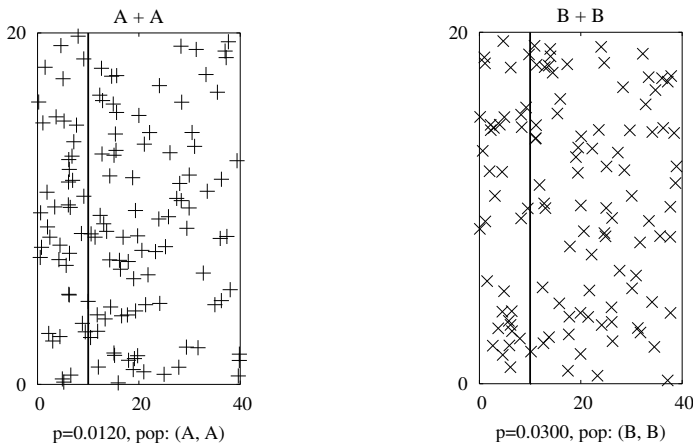 A + A
20
0
0 20 40
p=0.0120, pop: (A, A)
B + B
20
0
0 20 40
p=0.0300, pop: (B, B)